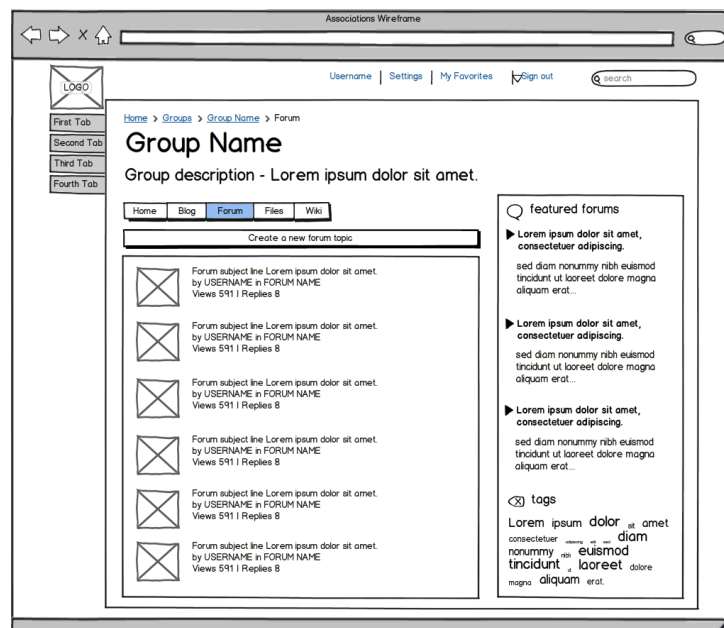 Associations Wireframe
Username | Settings | My Favorites Sign out search
LOGO
First Tab
Second Tab
Third Tab
Fourth Tab
Home > Groups > Group Name > Forum
Group Name
Group description - Lorem ipsum dolor sit amet.
Home Blog Forum Files Wiki
Create a new forum topic
Forum subject line Lorem ipsum dolor sit amet.
by USERNAME in FORUM NAME
Views 591 | Replies 8
Forum subject line Lorem ipsum dolor sit amet.
by USERNAME in FORUM NAME
Views 591 | Replies 8
Forum subject line Lorem ipsum dolor sit amet.
by USERNAME in FORUM NAME
Views 591 | Replies 8
Forum subject line Lorem ipsum dolor sit amet.
by USERNAME in FORUM NAME
Views 591 | Replies 8
Forum subject line Lorem ipsum dolor sit amet.
by USERNAME in FORUM NAME
Views 591 | Replies 8
Forum subject line Lorem ipsum dolor sit amet.
by USERNAME in FORUM NAME
Views 591 | Replies 8
featured forums
Lorem ipsum dolor sit amet,
consectetuer adipiscing.
sed diam nonummy nibh euismod
tincidunt ut laoreet dolore magna
aliquam erat...
Lorem ipsum dolor sit amet,
consectetuer adipiscing.
sed diam nonummy nibh euismod
tincidunt ut laoreet dolore magna
aliquam erat...
Lorem ipsum dolor sit amet,
consectetuer adipiscing.
sed diam nonummy nibh euismod
tincidunt ut laoreet dolore magna
aliquam erat...
tags
Lorem ipsum dolor sit amet
consectetuer diam
nonummy nibh euismod
tincidunt ut laoreet dolore
magna aliquam erat.